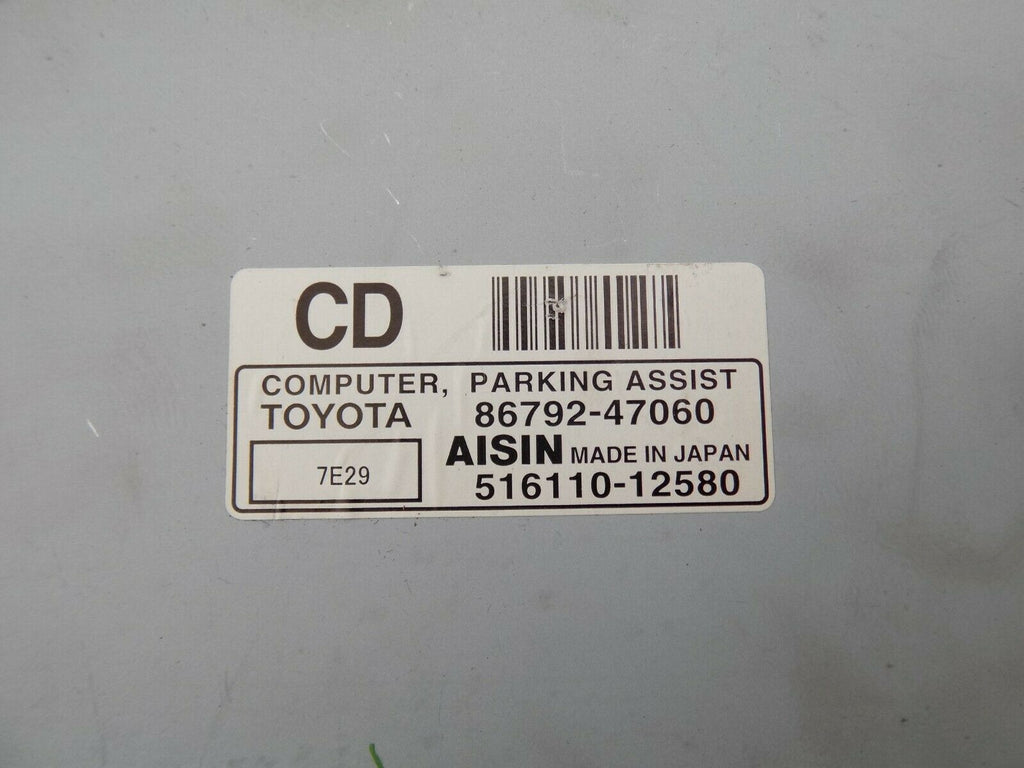 CD
COMPUTER, PARKING ASSIST
TOYOTA 86792-47060
AISIN MADE IN JAPAN
7E29
516110-12580